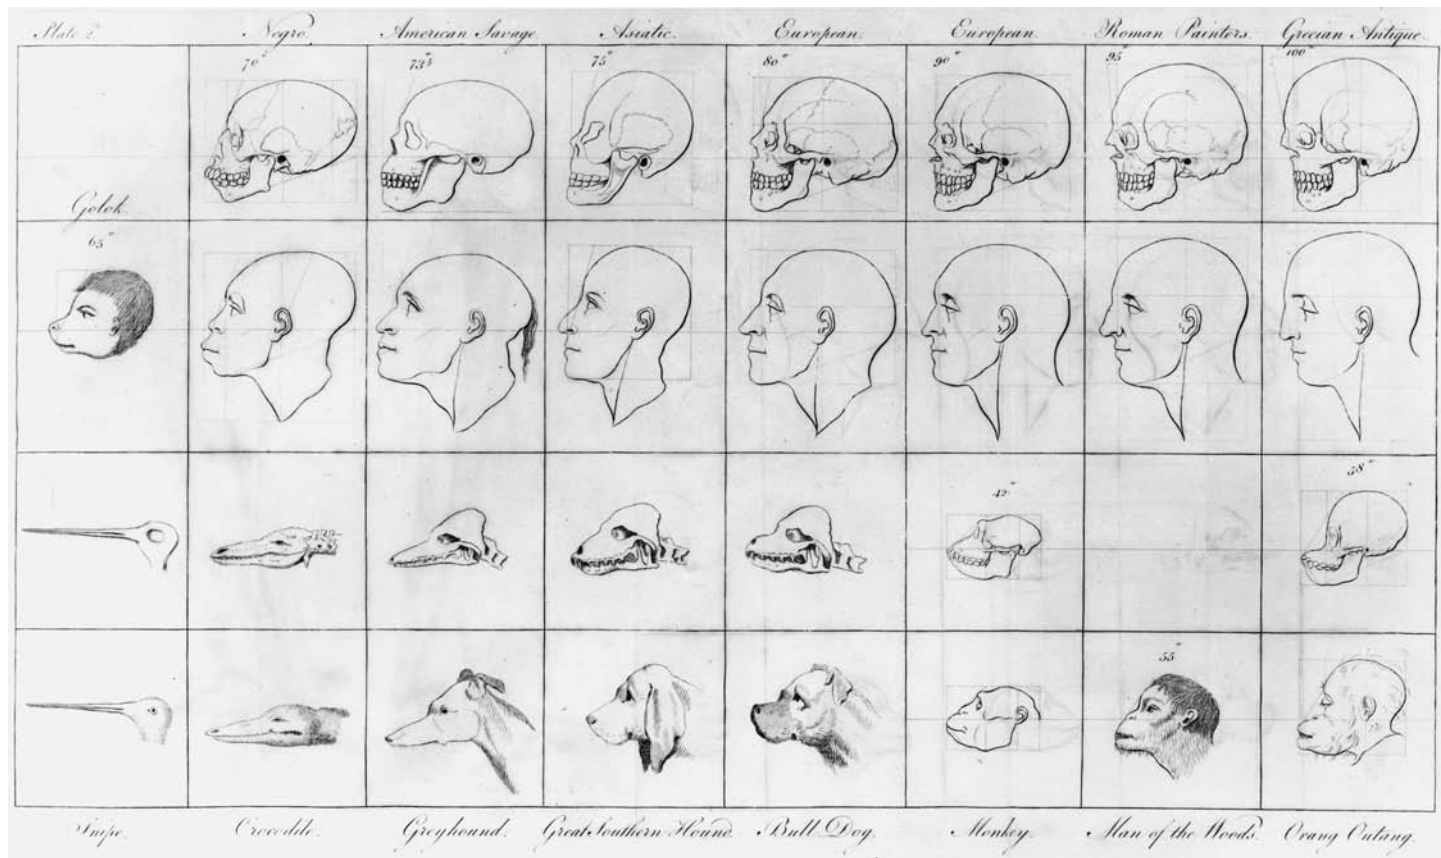 Plate 2.
Negro.
American Savage.
Asiatic.
European.
European.
Roman Painters.
Grecian Antique.
70°
73½
75°
80°
90°
95°
100°
Golok.
65°
42°
58°
55°
Snipe.
Crocodile.
Greyhound.
Great Southern Hound.
Bull Dog.
Monkey.
Man of the Woods.
Orang Outang.